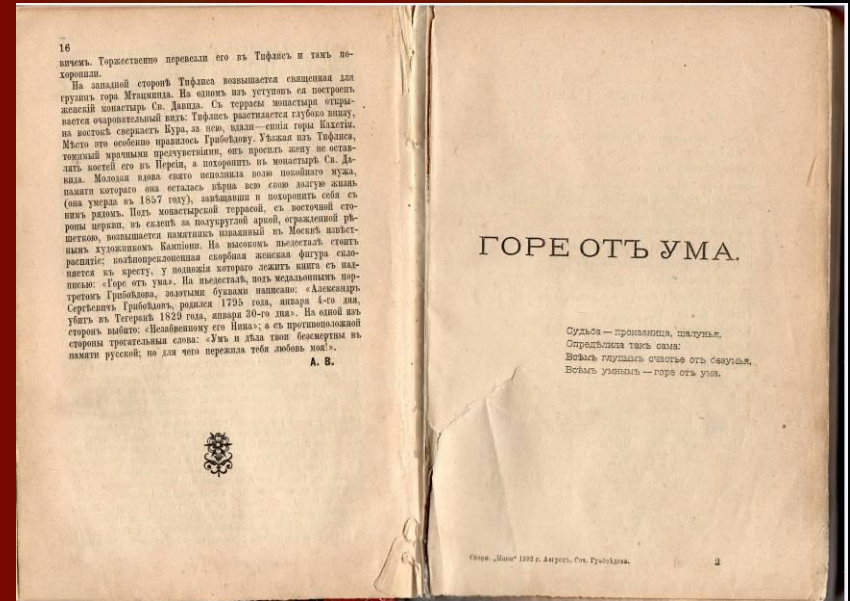 16
вичемъ. Торжественно перевезли его въ Тифлисъ и тамъ по-
хоронили.
На западной сторонѣ Тифлиса возвышается священная для
грузинъ гора Мтацминда. На одномъ изъ уступовъ ея построенъ
женскій монастырь Св. Давида. Съ террасы монастыря откры-
вается очаровательный видъ: Тифлисъ разстилается глубоко внизу,
на востокѣ сверкаетъ Кура, за нею, вдали—синія горы Кахетіи.
Мѣсто это особенно нравилось Грибоѣдову. Уѣзжая изъ Тифлиса,
томимый мрачными предчувствіями, онъ просилъ жену не остав-
лять костей его въ Персіи, а похоронить въ монастырѣ Св. Да-
вида. Молодая вдова свято исполнила волю покойнаго мужа,
памяти котораго она осталась вѣрна всю свою долгую жизнь
(она умерла въ 1857 году), завѣщавши и похоронить себя съ
нимъ рядомъ. Подъ монастырской террасой, съ восточной сто-
роны церкви, въ склепѣ за полукруглой аркой, огражденной рѣ-
шеткою, возвышается памятникъ изваянный въ Москвѣ извѣст-
нымъ художникомъ Кампіони. На высокомъ пьедесталѣ стоитъ
распятіе; колѣнопреклоненная скорбная женская фигура скло-
няется къ кресту, у подножія котораго лежитъ книга съ над-
писью: «Горе отъ ума». На пьедесталѣ, подъ медальоннымъ пор-
третомъ Грибоѣдова, золотыми буквами написано: «Александръ
Сергѣевичъ Грибоѣдовъ, родился 1795 года, января 4-го дня,
убитъ въ Тегеранѣ 1829 года, января 30-го дня». На одной изъ
сторонъ выбито: «Незабвенному его Нина»; а съ противоположной
стороны трогательныя слова: «Умъ и дѣла твои безсмертны въ
памяти русской; но для чего пережила тебя любовь моя!».
А. В.
ГОРЕ ОТЪ УМА.
Судьба — проказница, шалунья,
Опредѣлила такъ сама:
Всѣмъ глупымъ счастье отъ безумья,
Всѣмъ умнымъ — горе отъ ума.
Сборн. „Нивы" 1892 г. Августъ, Соч. Грибоѣдова.
2